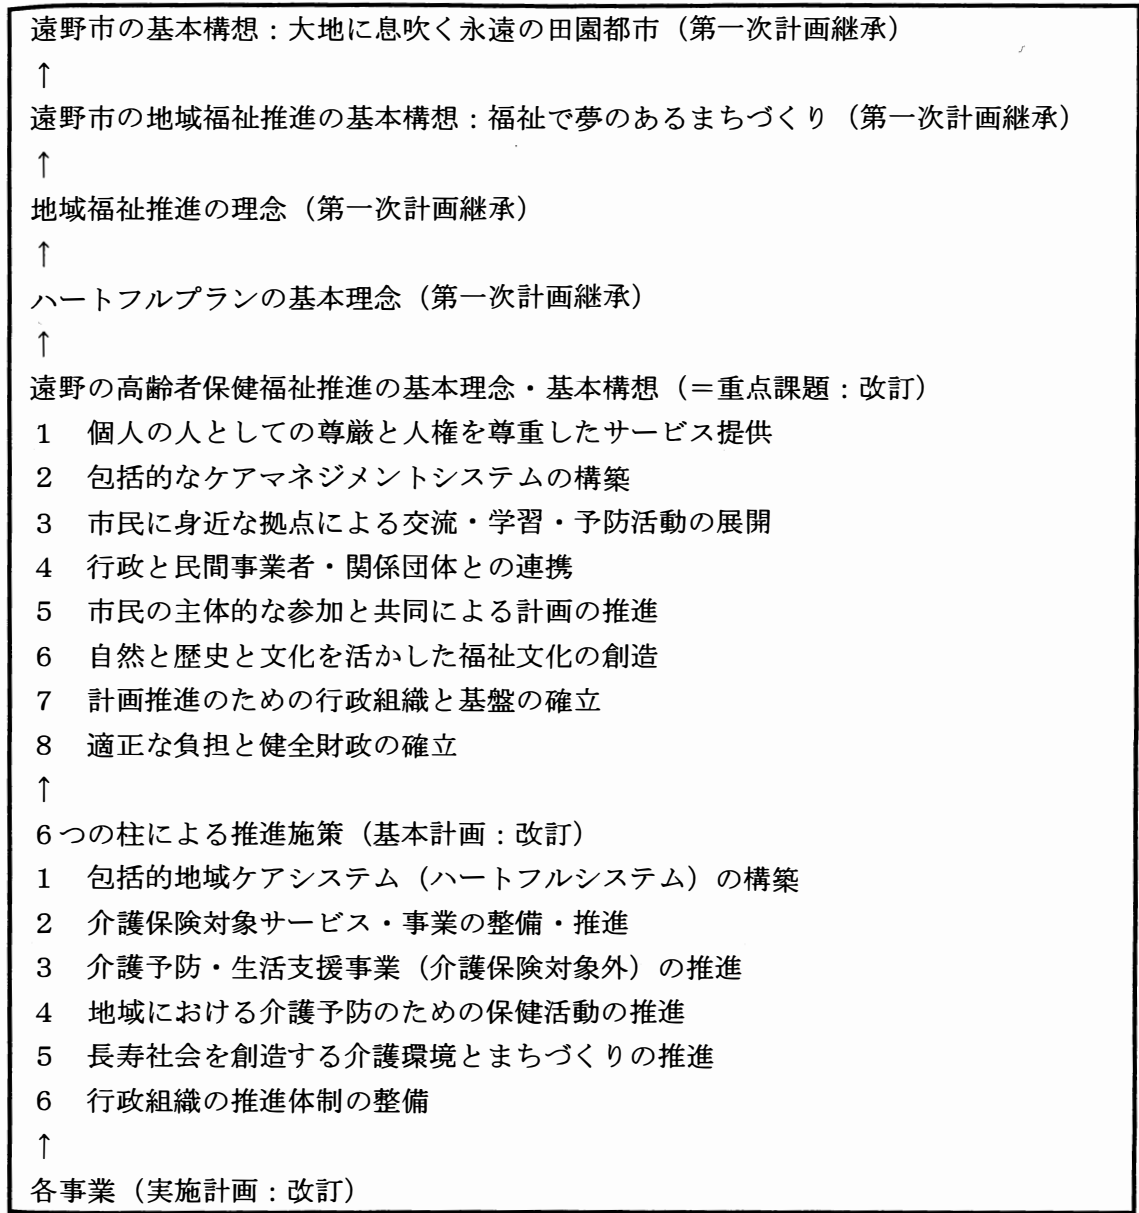 遠野市の基本構想：大地に息吹く永遠の田園都市（第一次計画継承）
↑
遠野市の地域福祉推進の基本構想：福祉で夢のあるまちづくり（第一次計画継承）
↑
地域福祉推進の理念（第一次計画継承）
↑
ハートフルプランの基本理念（第一次計画継承）
↑
遠野の高齢者保健福祉推進の基本理念・基本構想（＝重点課題：改訂）
1　個人の人としての尊厳と人権を尊重したサービス提供
2　包括的なケアマネジメントシステムの構築
3　市民に身近な拠点による交流・学習・予防活動の展開
4　行政と民間事業者・関係団体との連携
5　市民の主体的な参加と共同による計画の推進
6　自然と歴史と文化を活かした福祉文化の創造
7　計画推進のための行政組織と基盤の確立
8　適正な負担と健全財政の確立
↑
6つの柱による推進施策（基本計画：改訂）
1　包括的地域ケアシステム（ハートフルシステム）の構築
2　介護保険対象サービス・事業の整備・推進
3　介護予防・生活支援事業（介護保険対象外）の推進
4　地域における介護予防のための保健活動の推進
5　長寿社会を創造する介護環境とまちづくりの推進
6　行政組織の推進体制の整備
↑
各事業（実施計画：改訂）